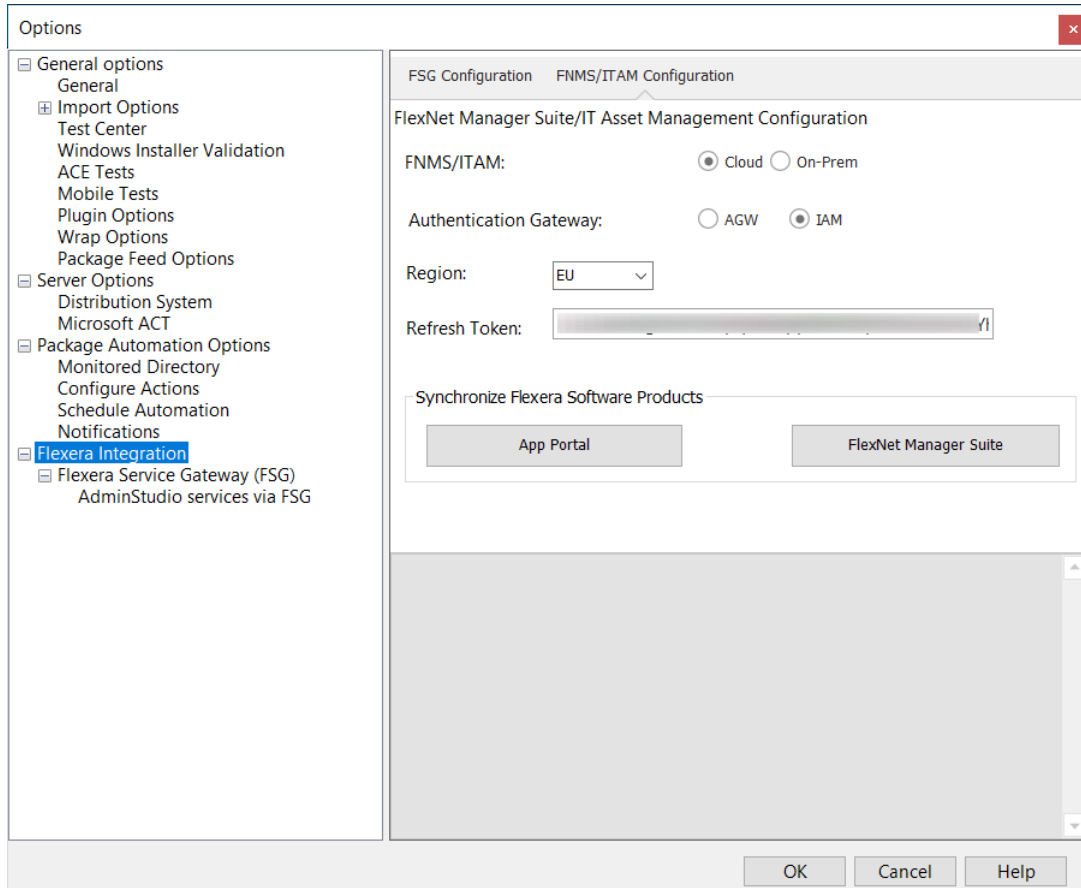 Options
General options
General
Import Options
Test Center
Windows Installer Validation
ACE Tests
Mobile Tests
Plugin Options
Wrap Options
Package Feed Options
Server Options
Distribution System
Microsoft ACT
Package Automation Options
Monitored Directory
Configure Actions
Schedule Automation
Notifications
Flexera Integration
Flexera Service Gateway (FSG)
AdminStudio services via FSG
FSG Configuration FNMS/ITAM Configuration
FlexNet Manager Suite/IT Asset Management Configuration
FNMS/ITAM: Cloud On-Prem
Authentication Gateway: AGW IAM
Region: EU
Refresh Token:
Synchronize Flexera Software Products
App Portal FlexNet Manager Suite
OK Cancel Help